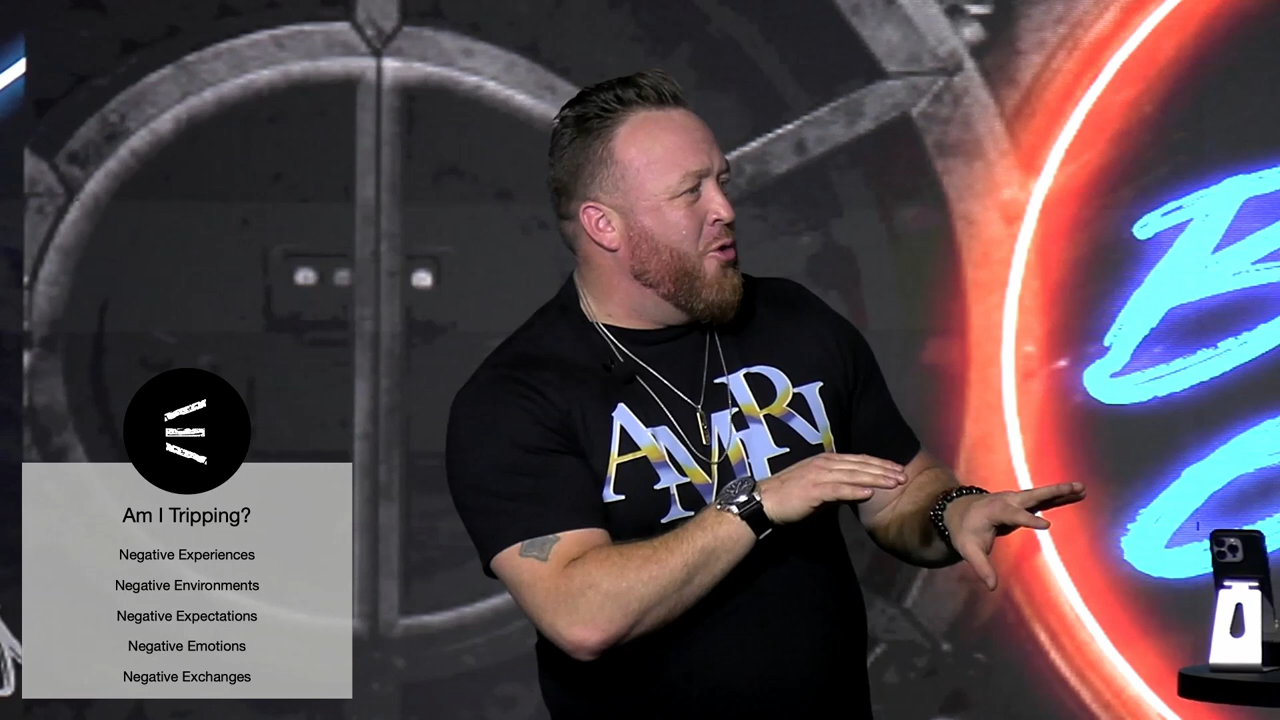 Am I Tripping?
Negative Experiences
Negative Environments
Negative Expectations
Negative Emotions
Negative Exchanges